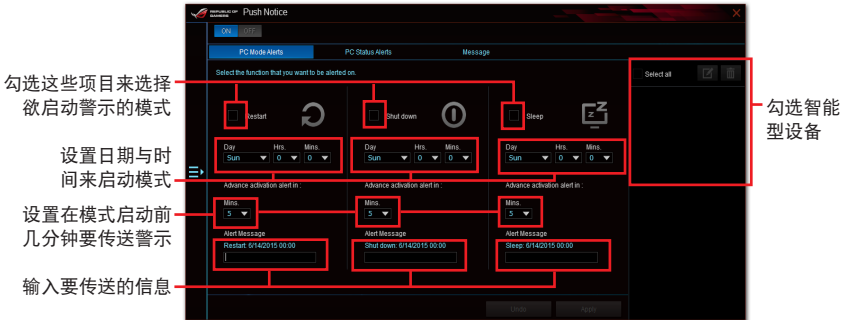 REPUBLIC OF GAMERS Push Notice
ON OFF
PC Mode Alerts PC Status Alerts Message
Select the function that you want to be alerted on.
Select all
勾选这些项目来选择
欲启动警示的模式
Restart Shut down Sleep
勾选智能
型设备
设置日期与时
间来启动模式
Day Hrs. Mins. Day Hrs. Mins. Day Hrs. Mins.
Sun 0 0 Sun 0 0 Sun 0 0
Advance activation alert in : Advance activation alert in : Advance activation alert in :
设置在模式启动前
几分钟要传送警示
Mins. Mins. Mins.
5 5 5
Alert Message Alert Message Alert Message
Restart: 6/14/2015 00:00 Shut down: 6/14/2015 00:00 Sleep: 6/14/2015 00:00
输入要传送的信息
Undo Apply